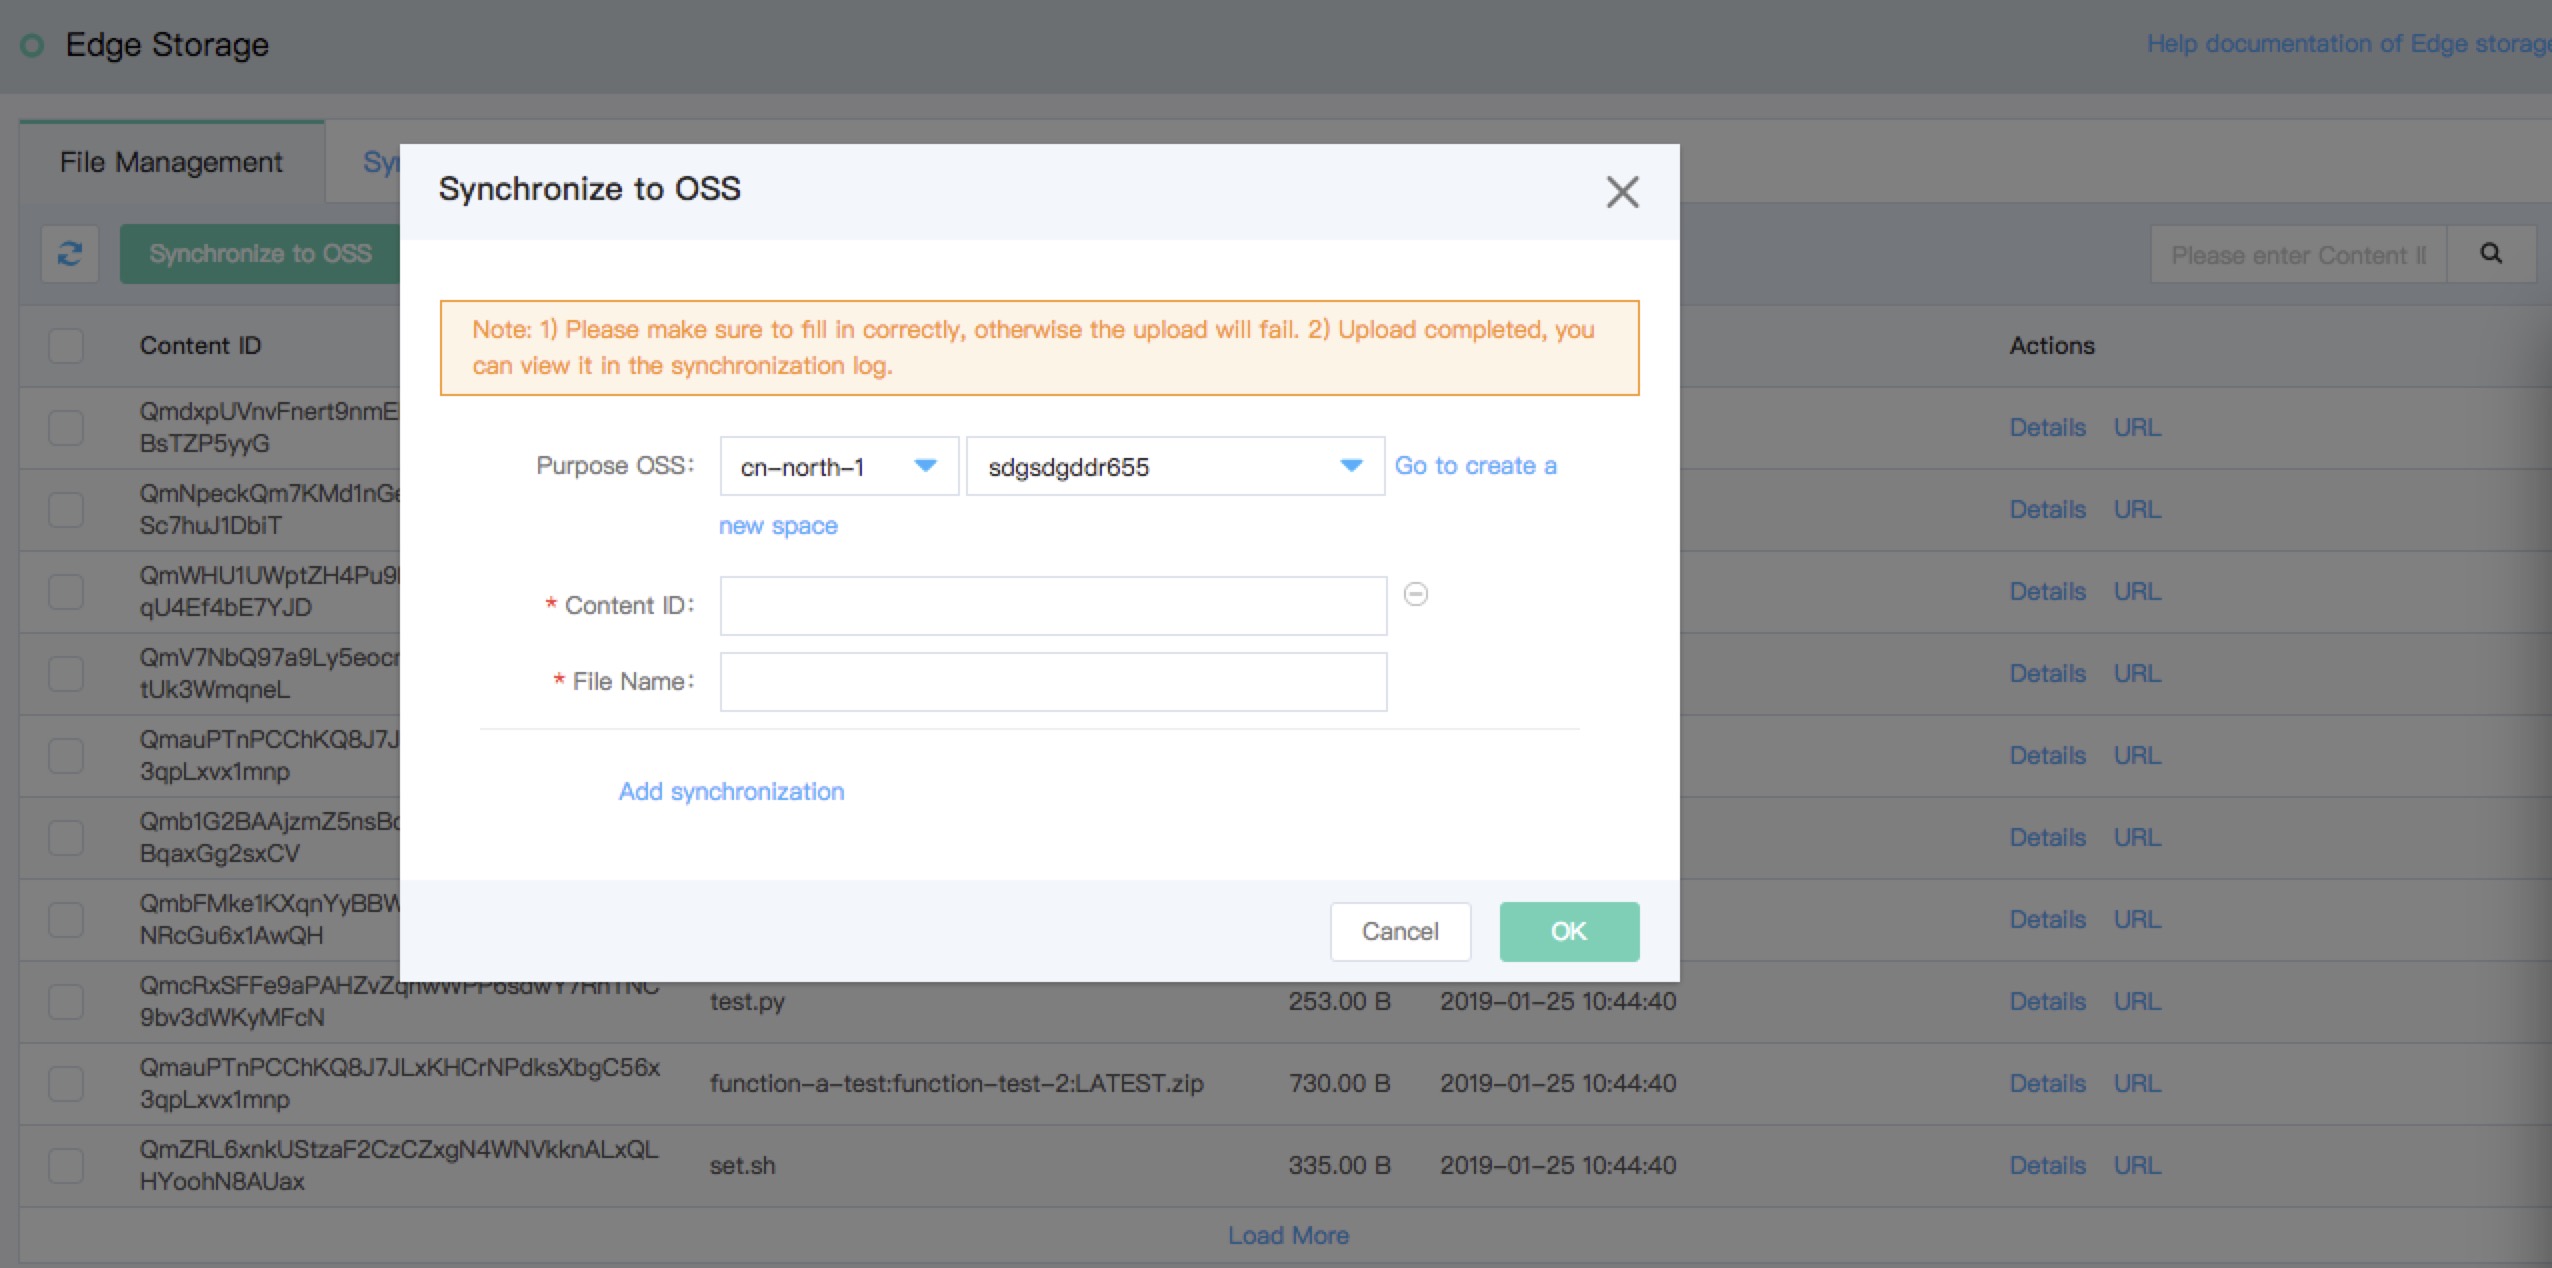 Edge Storage
Help documentation of Edge storage
File Management
Synchronize to OSS
Synchronize to OSS
Please enter Content
Content ID
Actions
Note: 1) Please make sure to fill in correctly, otherwise the upload will fail. 2) Upload completed, you
can view it in the synchronization log.
QmdxpUVnvFnert9nmE
BsTZP5yyG
Details URL
Purpose OSS: cn-north-1 sdgsdgddr655 Go to create a
new space
QmNpeckQm7KMd1nGe
Sc7huJ1DbiT
Details URL
* Content ID:
QmWHU1UWptZH4Pu9
qU4Ef4bE7YJD
Details URL
* File Name:
QmV7NbQ97a9Ly5eocr
tUk3WmqneL
Details URL
QmauPTnPCChKQ8J7J
3qpLxvx1mnp
Details URL
Add synchronization
Qmb1G2BAAjzmZ5nsBc
BqaxGg2sxCV
Details URL
QmbFMke1KXqnYyBBW
NRcGu6x1AwQH
Details URL
Cancel OK
9bv3dWKyMFcN
test.py 253.00 B 2019-01-25 10:44:40 Details URL
QmauPTnPCChKQ8J7JLxKHCrNPdksXbgC56x
3qpLxvx1mnp
function-a-test:function-test-2:LATEST.zip 730.00 B 2019-01-25 10:44:40 Details URL
QmZRL6xnkUStzaF2CzCZxgN4WNVkknALxQL
HYoohN8AUax
set.sh 335.00 B 2019-01-25 10:44:40 Details URL
Load More